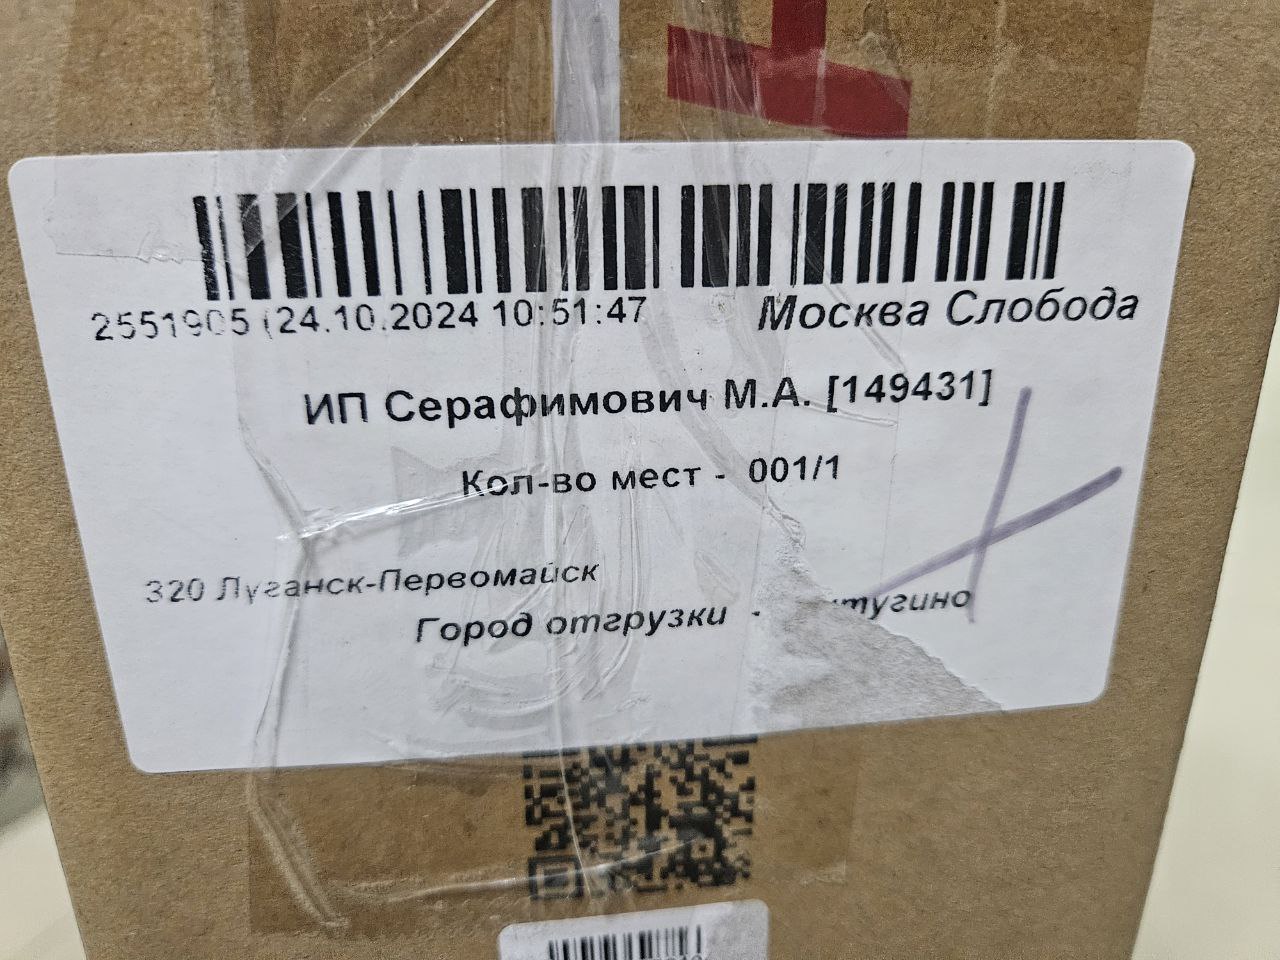 2551905 (24.10.2024 10:51:47
Москва Слобода
ИП Серафимович М.А. [149431]
Кол-во мест - 001/1
320 Луганск-Первомайск
Город отгрузки -